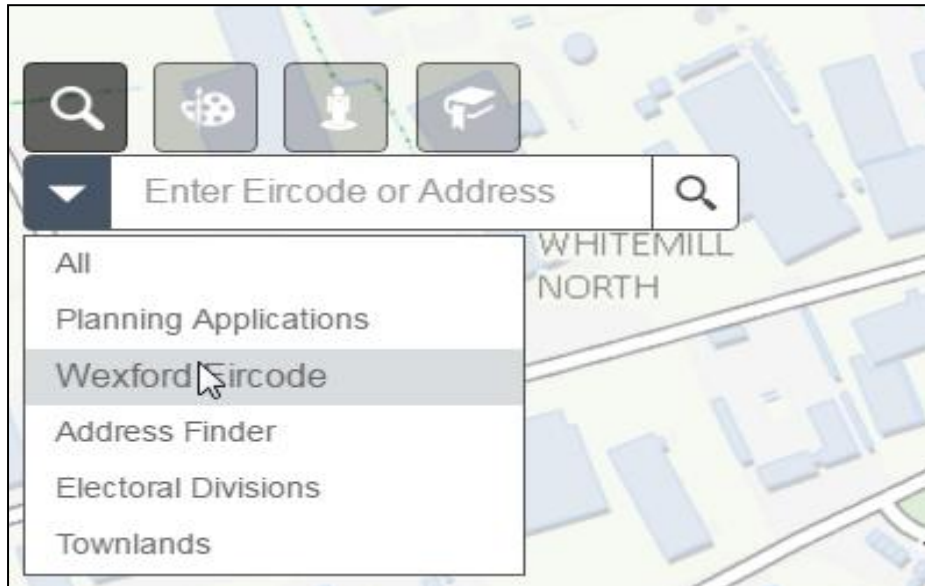 Enter Eircode or Address
WHITEMILL
NORTH
All
Planning Applications
Wexford Eircode
Address Finder
Electoral Divisions
Townlands